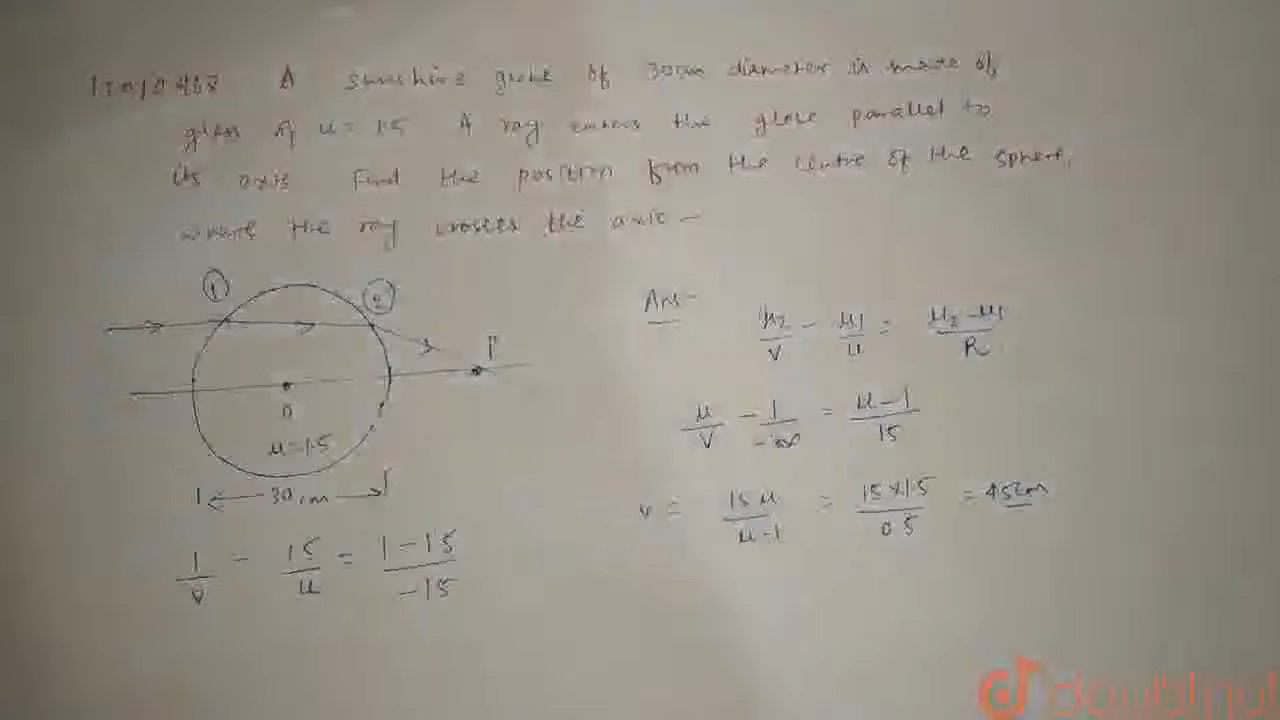 A sunshine globe of 30cm diameter is made of
glass of μ = 1.5 A ray enters the globe parallel to
its axis Find the position from the centre of the sphere,
where the ray crosses the axis -
① ②
P
O
μ=1.5
30cm
1/v - 1.5/u = 1-1.5/-15
Ans-
μ2/v - μ1/u = μ2-μ1/R
μ/v - 1/-∞ = μ-1/15
v = 15μ/μ-1 = 15×1.5/0.5 = 45cm
doubtnut